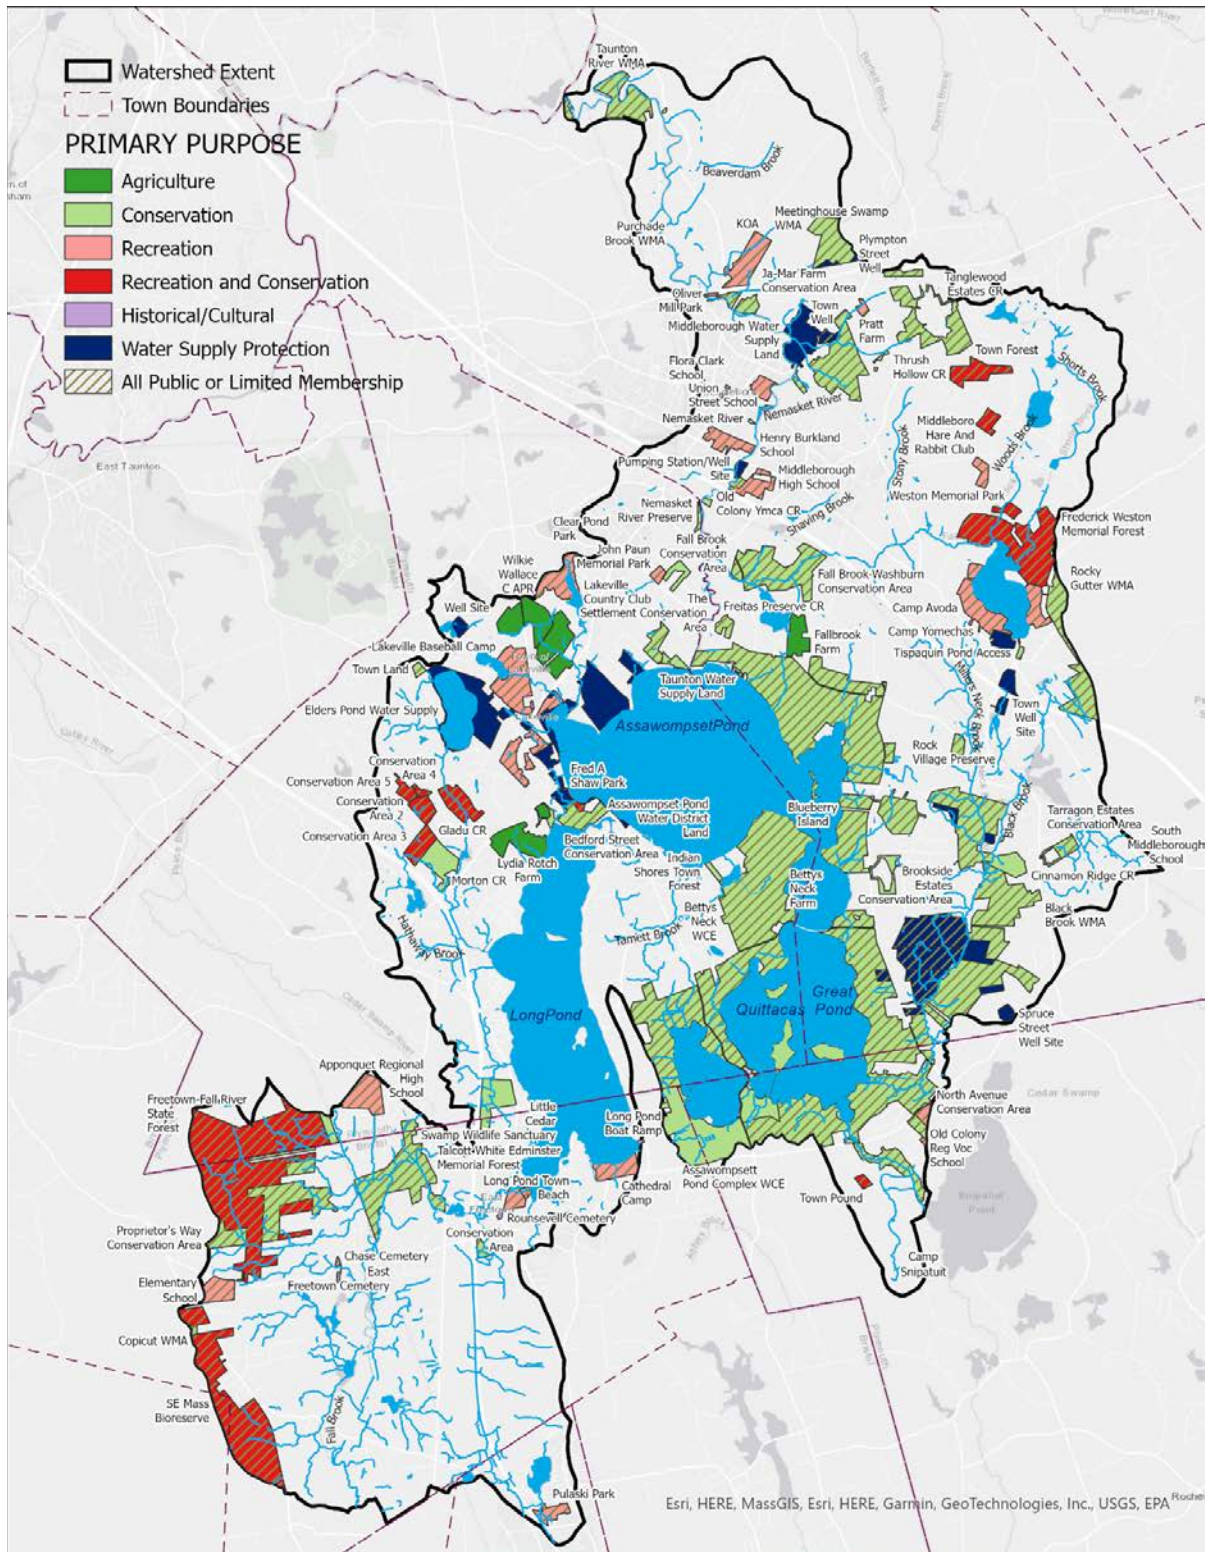 Watershed Extent
Town Boundaries
PRIMARY PURPOSE
Agriculture
Conservation
Recreation
Recreation and Conservation
Historical/Cultural
Water Supply Protection
All Public or Limited Membership
Taunton
River WMA
Beaverdam Brook
Purchade
Brook WMA
KOA
Meetinghouse Swamp
WMA
Plympton
Street
Well
Ja-Mar Farm
Conservation Area
Tanglewood
Estates CR
Oliver
Mill Park
Town
Well
Middleborough Water
Supply
Land
Pratt
Farm
Flora Clark
School
Union
Street School
Thrush
Hollow CR
Town Forest
Shorts Brook
Nemasket River
Nemasket River
Henry Burkland
School
Stony Brook
Middleboro
Hare And
Rabbit Club
Woods Brook
Pumping Station/Well
Site
Middleborough
High School
Weston Memorial Park
Old
Colony Ymca CR
Nemasket
River Preserve
Shaving Brook
Frederick Weston
Memorial Forest
East Taunton
Clear Pond
Park
Fall Brook
Conservation
Area
John Paun
Memorial Park
Wilkie
Wallace
C APR
Fall Brook-Washburn
Conservation Area
Rocky
Gutter WMA
Lakeville
Country Club
Settlement Conservation
Area
The
Freitas Preserve CR
Camp Avoda
Well Site
Camp Yomechas
Fallbrook
Farm
Tispaquin Pond Access
Lakeville Baseball Camp
Town Land
Taunton Water
Supply Land
Millers Neck Brook
Elders Pond Water Supply
AssawompsetPond
Town
Well
Site
Rock
Village Preserve
Conservation
Area 4
Conservation Area 5
Conservation
Area 2
Conservation Area 3
Fred A
Shaw Park
Blueberry
Island
Black Brook
Assawompset Pond
Water District
Land
Gladu CR
Tarragon Estates
Conservation Area
South
Middleborough
School
Bedford Street
Conservation Area
Lydia Rotch
Farm
Morton CR
Indian
Shores Town
Forest
Bettys
Neck
Farm
Brookside
Estates
Conservation Area
Cinnamon Ridge CR
Bettys
Neck
WCE
Black
Brook WMA
Hathaway Brook
Tamett Brook
LongPond
Quittacas
Great
Pond
Spruce
Street
Well Site
Cedar Swamp River
Apponquet Regional
High
School
Cedar Swamp
Freetown-Fall River
State
Forest
Little
Cedar
Swamp Wildlife Sanctuary
Long Pond
Boat Ramp
North Avenue
Conservation Area
Talcott-White Edminster
Memorial Forest
Old Colony
Reg Voc
School
Assawompsett
Pond Complex WCE
Long Pond Town
Beach
Cathedral
Camp
Town Pound
Snipatuit
Pond
Rounsevell Cemetery
Proprietor's Way
Conservation Area
Conservation
Area
Chase Cemetery
East
Freetown Cemetery
Camp
Snipatuit
Elementary
School
Copicut WMA
SE Mass
Bioreserve
Fall Brook
Pulaski Park
Esri, HERE, MassGIS, Esri, HERE, Garmin, GeoTechnologies, Inc., USGS, EPA